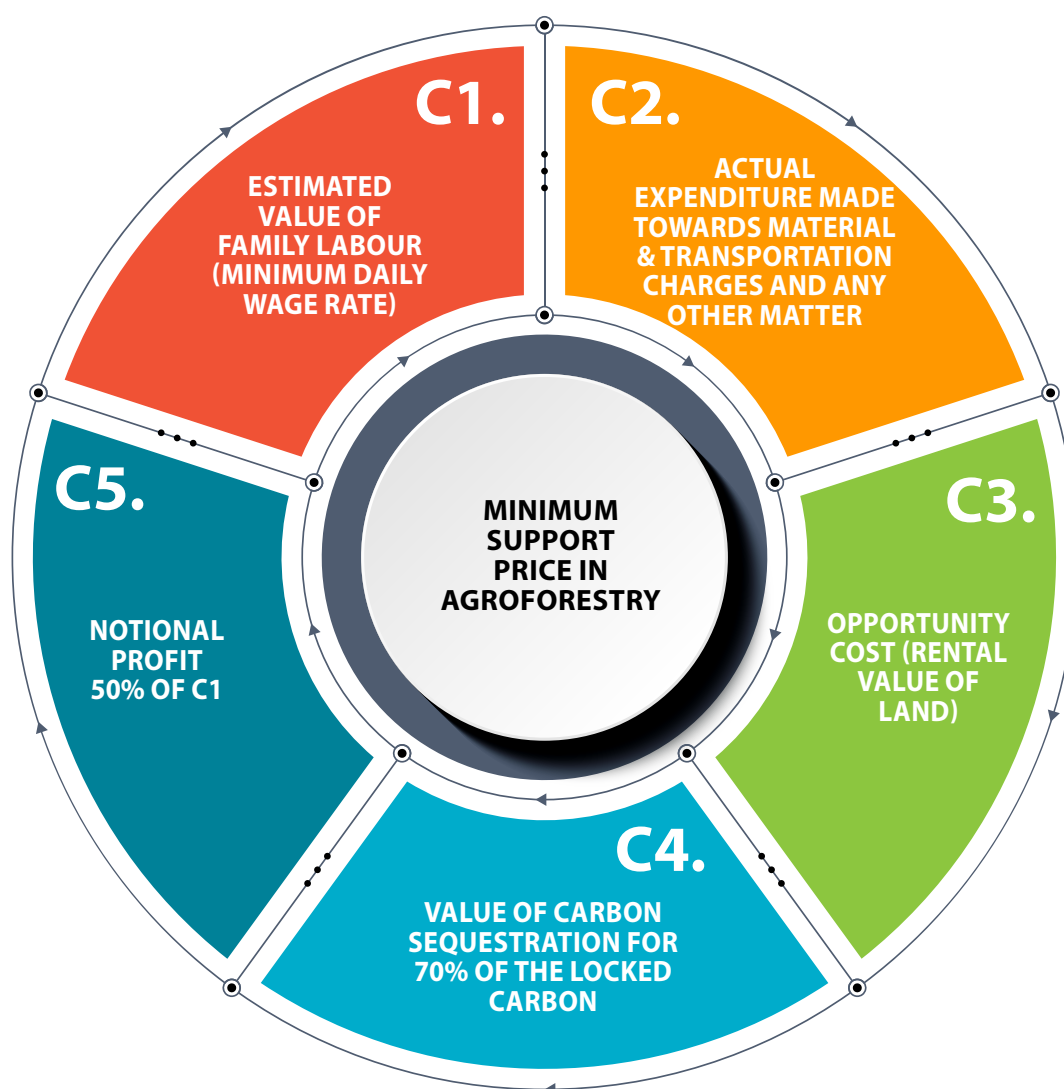 C1.
ESTIMATED
VALUE OF
FAMILY LABOUR
(MINIMUM DAILY
WAGE RATE)
C2.
ACTUAL
EXPENDITURE MADE
TOWARDS MATERIAL
& TRANSPORTATION
CHARGES AND ANY
OTHER MATTER
C3.
OPPORTUNITY
COST (RENTAL
VALUE OF
LAND)
C4.
VALUE OF CARBON
SEQUESTRATION FOR
70% OF THE LOCKED
CARBON
C5.
NOTIONAL
PROFIT
50% OF C1
MINIMUM
SUPPORT
PRICE IN
AGROFORESTRY